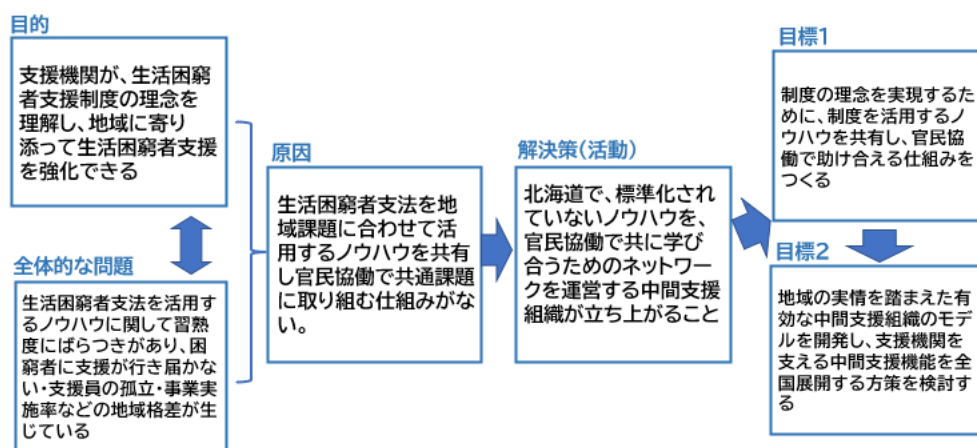 目的
支援機関が、生活困窮
者支援制度の理念を
理解し、地域に寄り
添って生活困窮者支援
を強化できる
全体的な問題
生活困窮者支法を活用す
るノウハウに関して習熟
度にばらつきがあり、困
窮者に支援が行き届かな
い・支援員の孤立・事業実
施率などの地域格差が生
じている
原因
生活困窮者支法を地
域課題に合わせて活
用するノウハウを共有
し官民協働で共通課題
に取り組む仕組みがな
い。
解決策(活動)
北海道で、標準化され
ていないノウハウを、
官民協働で共に学び
合うためのネットワー
クを運営する中間支援
組織が立ち上がること
目標1
制度の理念を実現するた
めに、制度を活用するノ
ウハウを共有し、官民協
働で助け合える仕組みを
つくる
目標2
地域の実情を踏まえた有
効な中間支援組織のモデ
ルを開発し、支援機関を
支える中間支援機能を全
国展開する方策を検討す
る